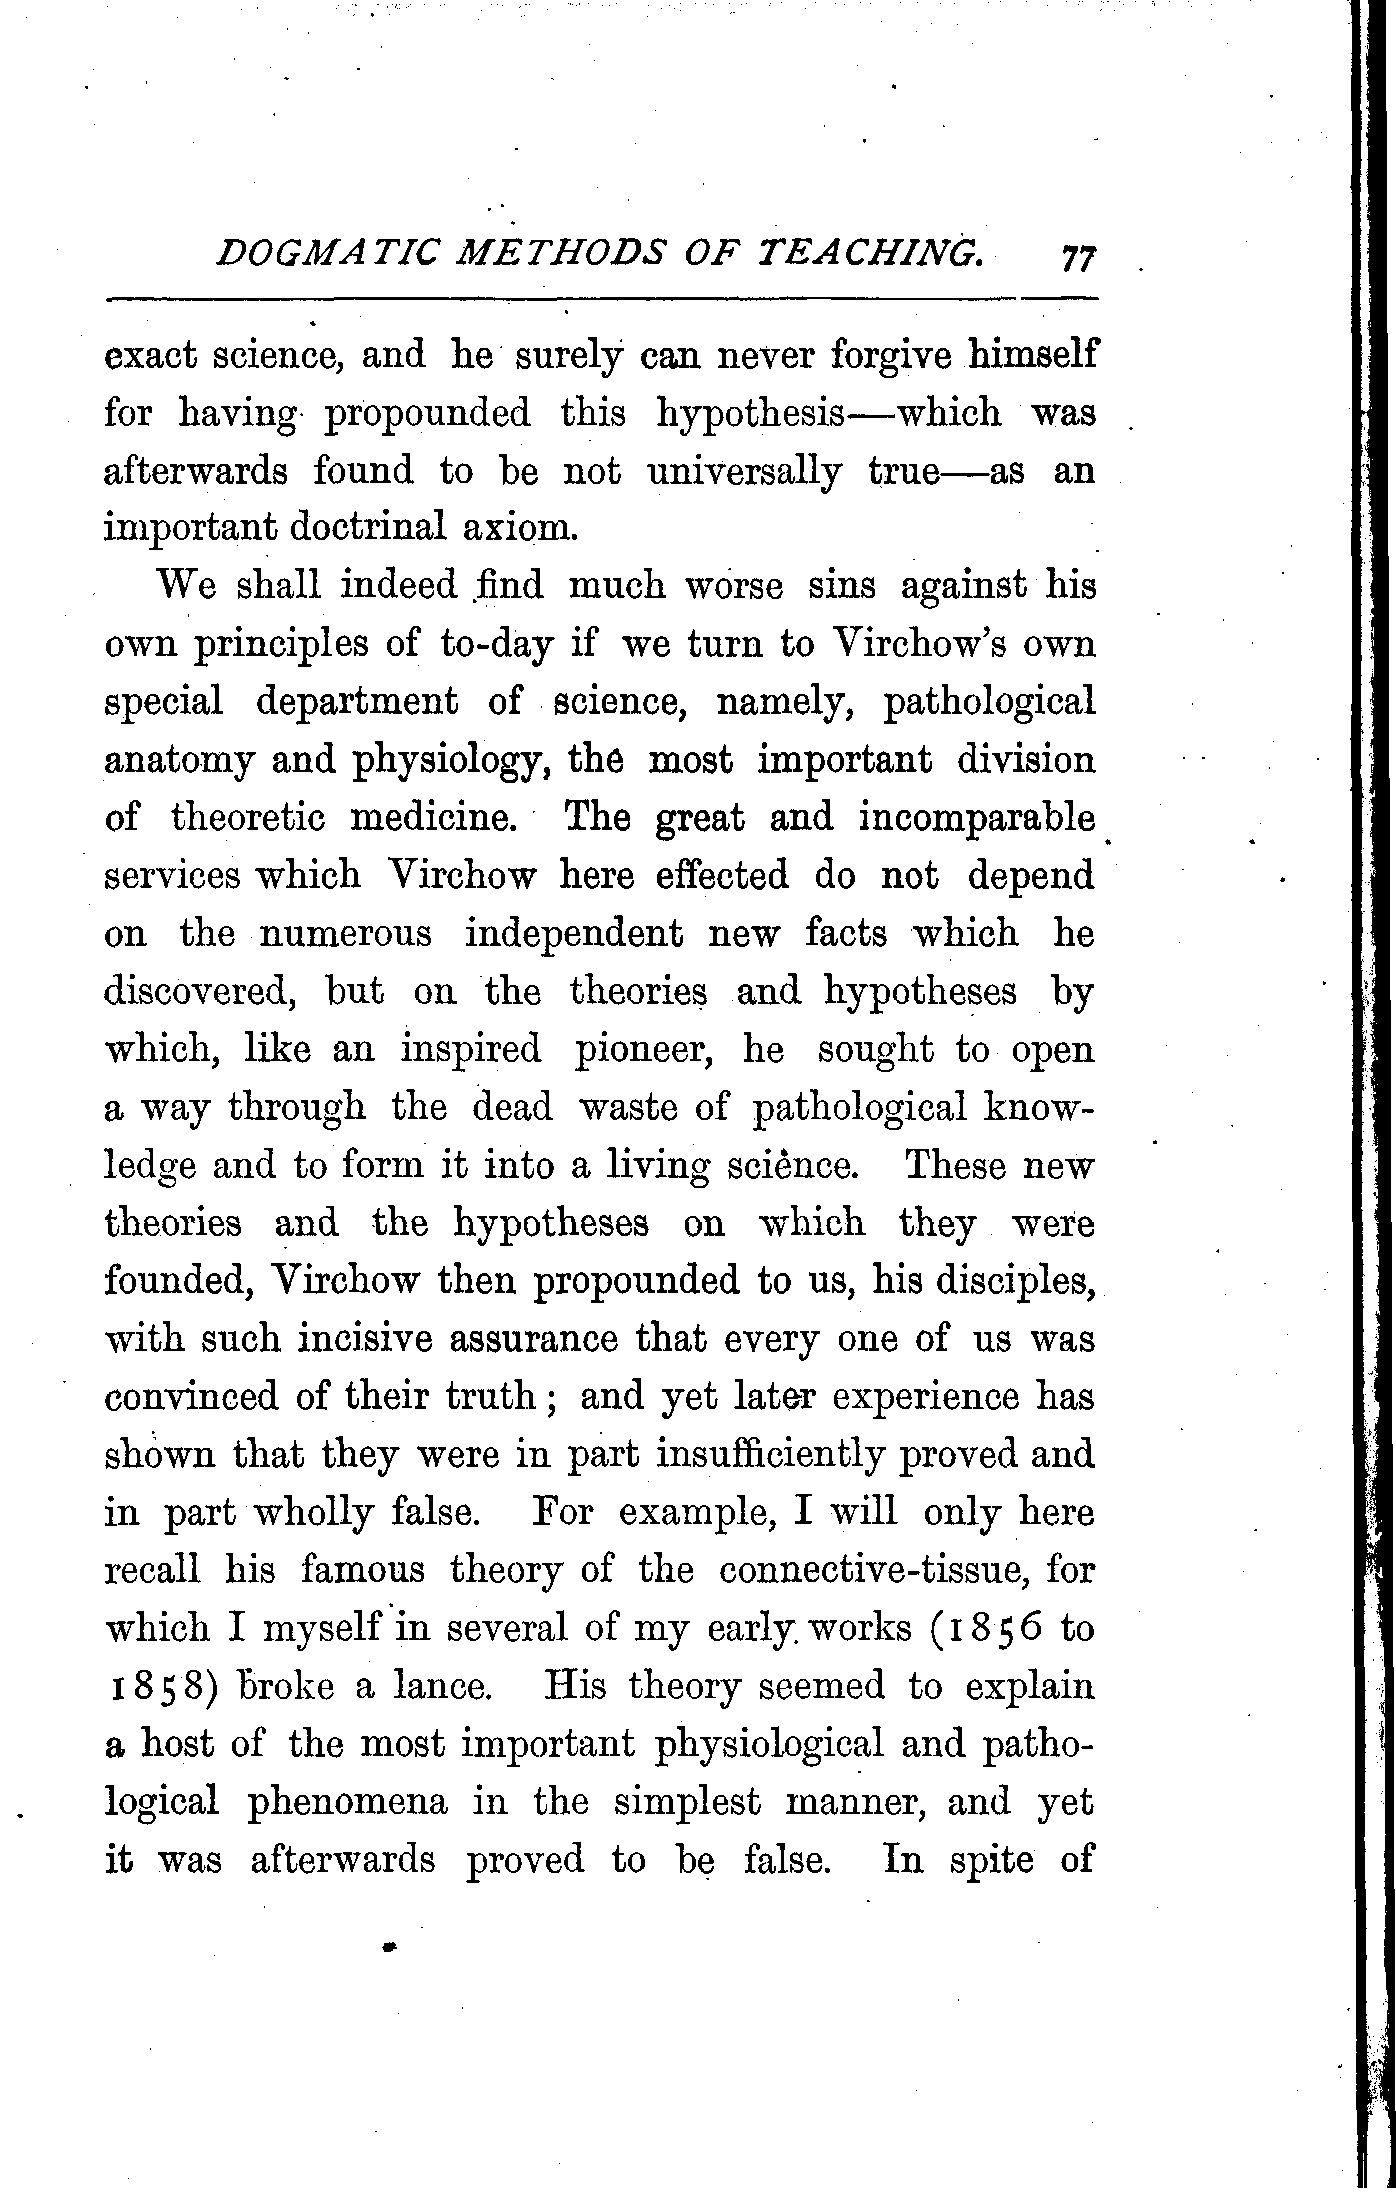 DOGMATIC METHODS OF TEACHING. 77
exact science, and he surely can never forgive himself
for having propounded this hypothesis—which was
afterwards found to be not universally true—as an
important doctrinal axiom.
We shall indeed find much worse sins against his
own principles of to-day if we turn to Virchow's own
special department of science, namely, pathological
anatomy and physiology, the most important division
of theoretic medicine. The great and incomparable
services which Virchow here effected do not depend
on the numerous independent new facts which he
discovered, but on the theories and hypotheses by
which, like an inspired pioneer, he sought to open
a way through the dead waste of pathological know-
ledge and to form it into a living science. These new
theories and the hypotheses on which they were
founded, Virchow then propounded to us, his disciples,
with such incisive assurance that every one of us was
convinced of their truth; and yet later experience has
shown that they were in part insufficiently proved and
in part wholly false. For example, I will only here
recall his famous theory of the connective-tissue, for
which I myself in several of my early works (1856 to
1858) broke a lance. His theory seemed to explain
a host of the most important physiological and patho-
logical phenomena in the simplest manner, and yet
it was afterwards proved to be false. In spite of